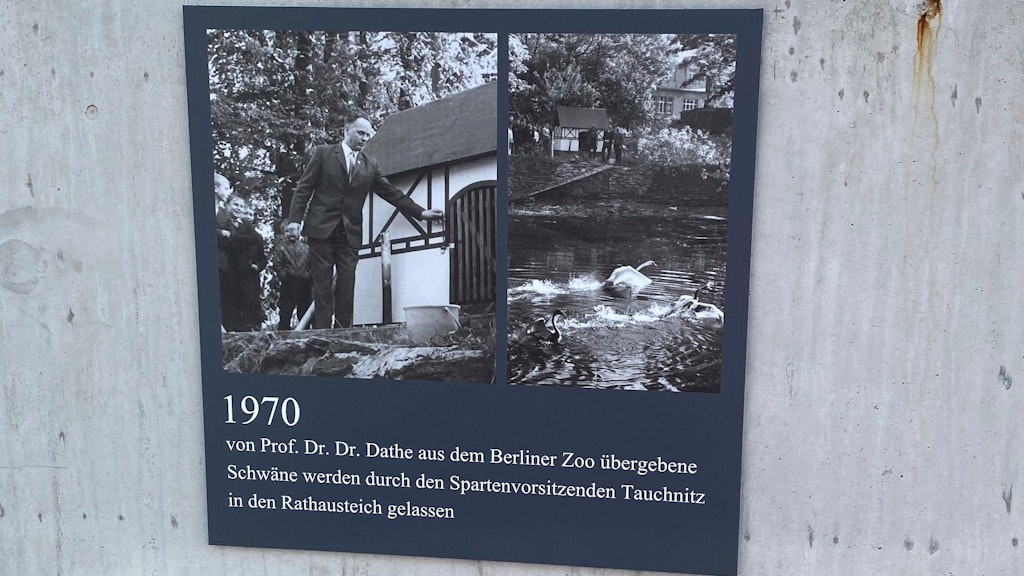 1970
von Prof. Dr. Dr. Dathe aus dem Berliner Zoo übergebene
Schwäne werden durch den Spartenvorsitzenden Tauchnitz
in den Rathausteich gelassen